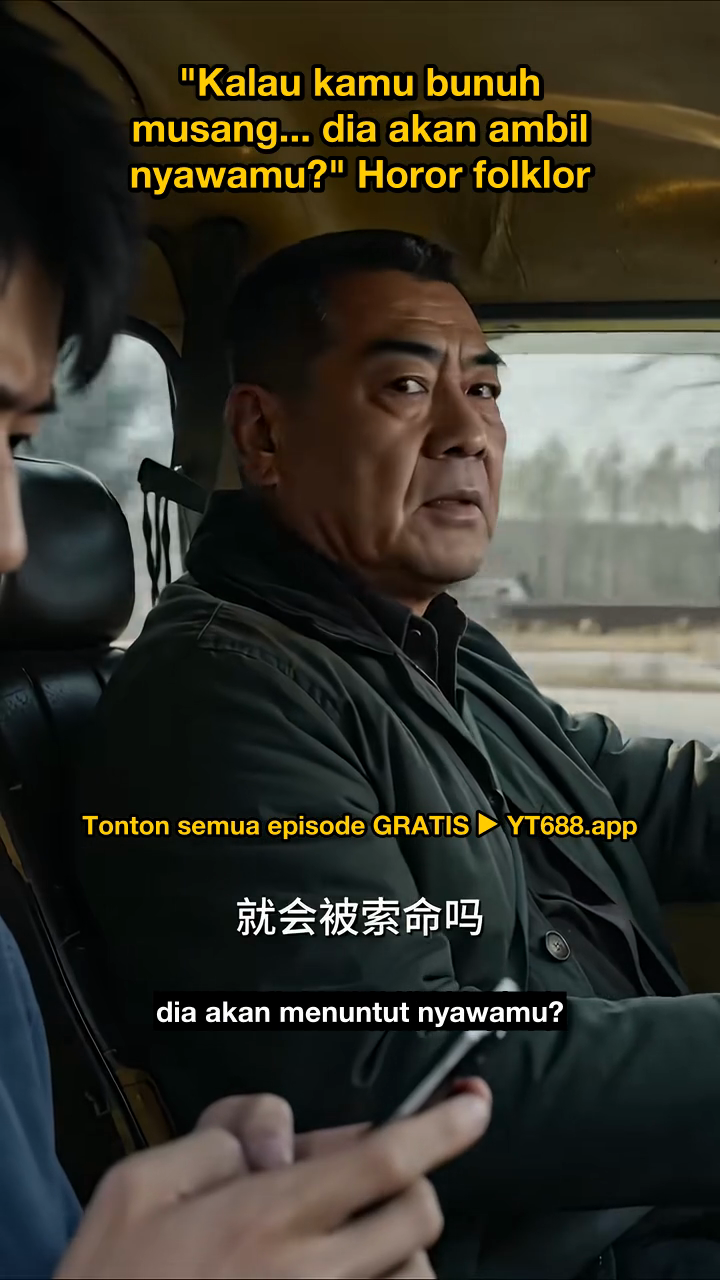 "Kalau kamu bunuh
musang... dia akan ambil
nyawamu?" Horor folklor
Tonton semua episode GRATIS ▶ YT688.app
就会被索命吗
dia akan menuntut nyawamu?